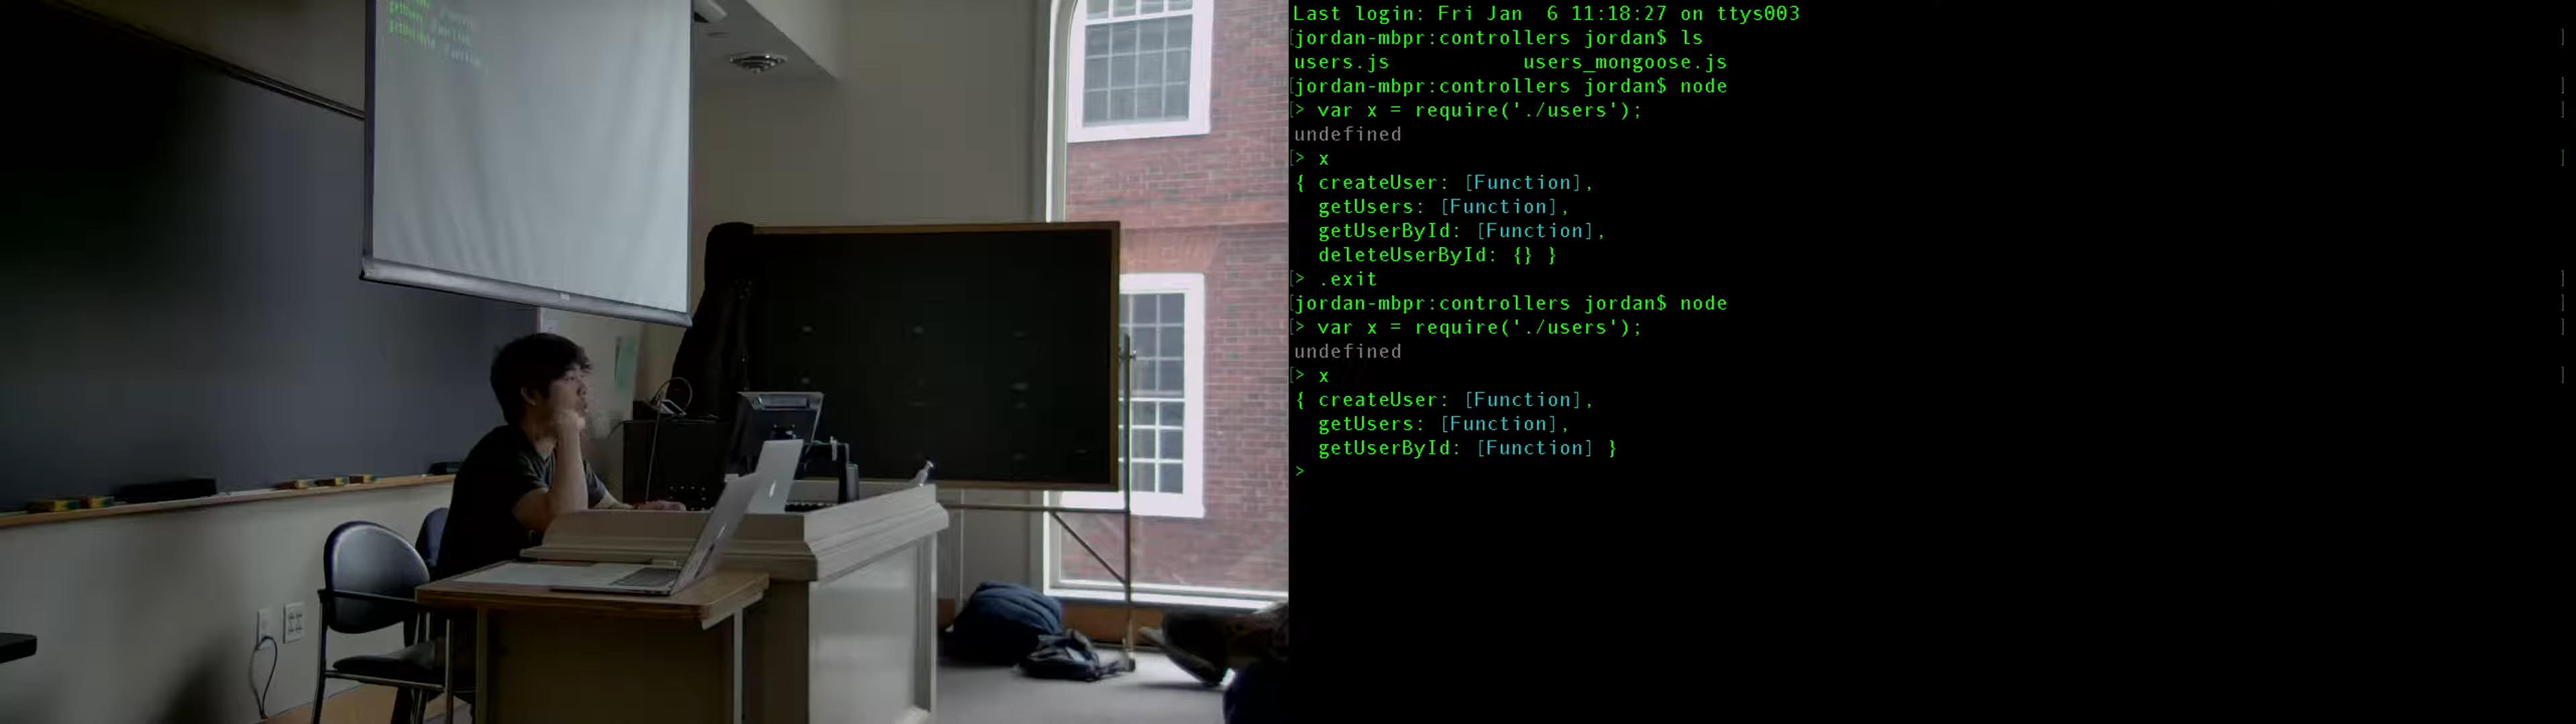 Last login: Fri Jan  6 11:18:27 on ttys003
[jordan-mbpr:controllers jordan$ ls ]
users.js           users_mongoose.js
[jordan-mbpr:controllers jordan$ node ]
[> var x = require('./users'); ]
undefined
[> x ]
{ createUser: [Function],
  getUsers: [Function],
  getUserById: [Function],
  deleteUserById: {} }
[> .exit ]
[jordan-mbpr:controllers jordan$ node ]
[> var x = require('./users'); ]
undefined
[> x ]
{ createUser: [Function],
  getUsers: [Function],
  getUserById: [Function] }
>